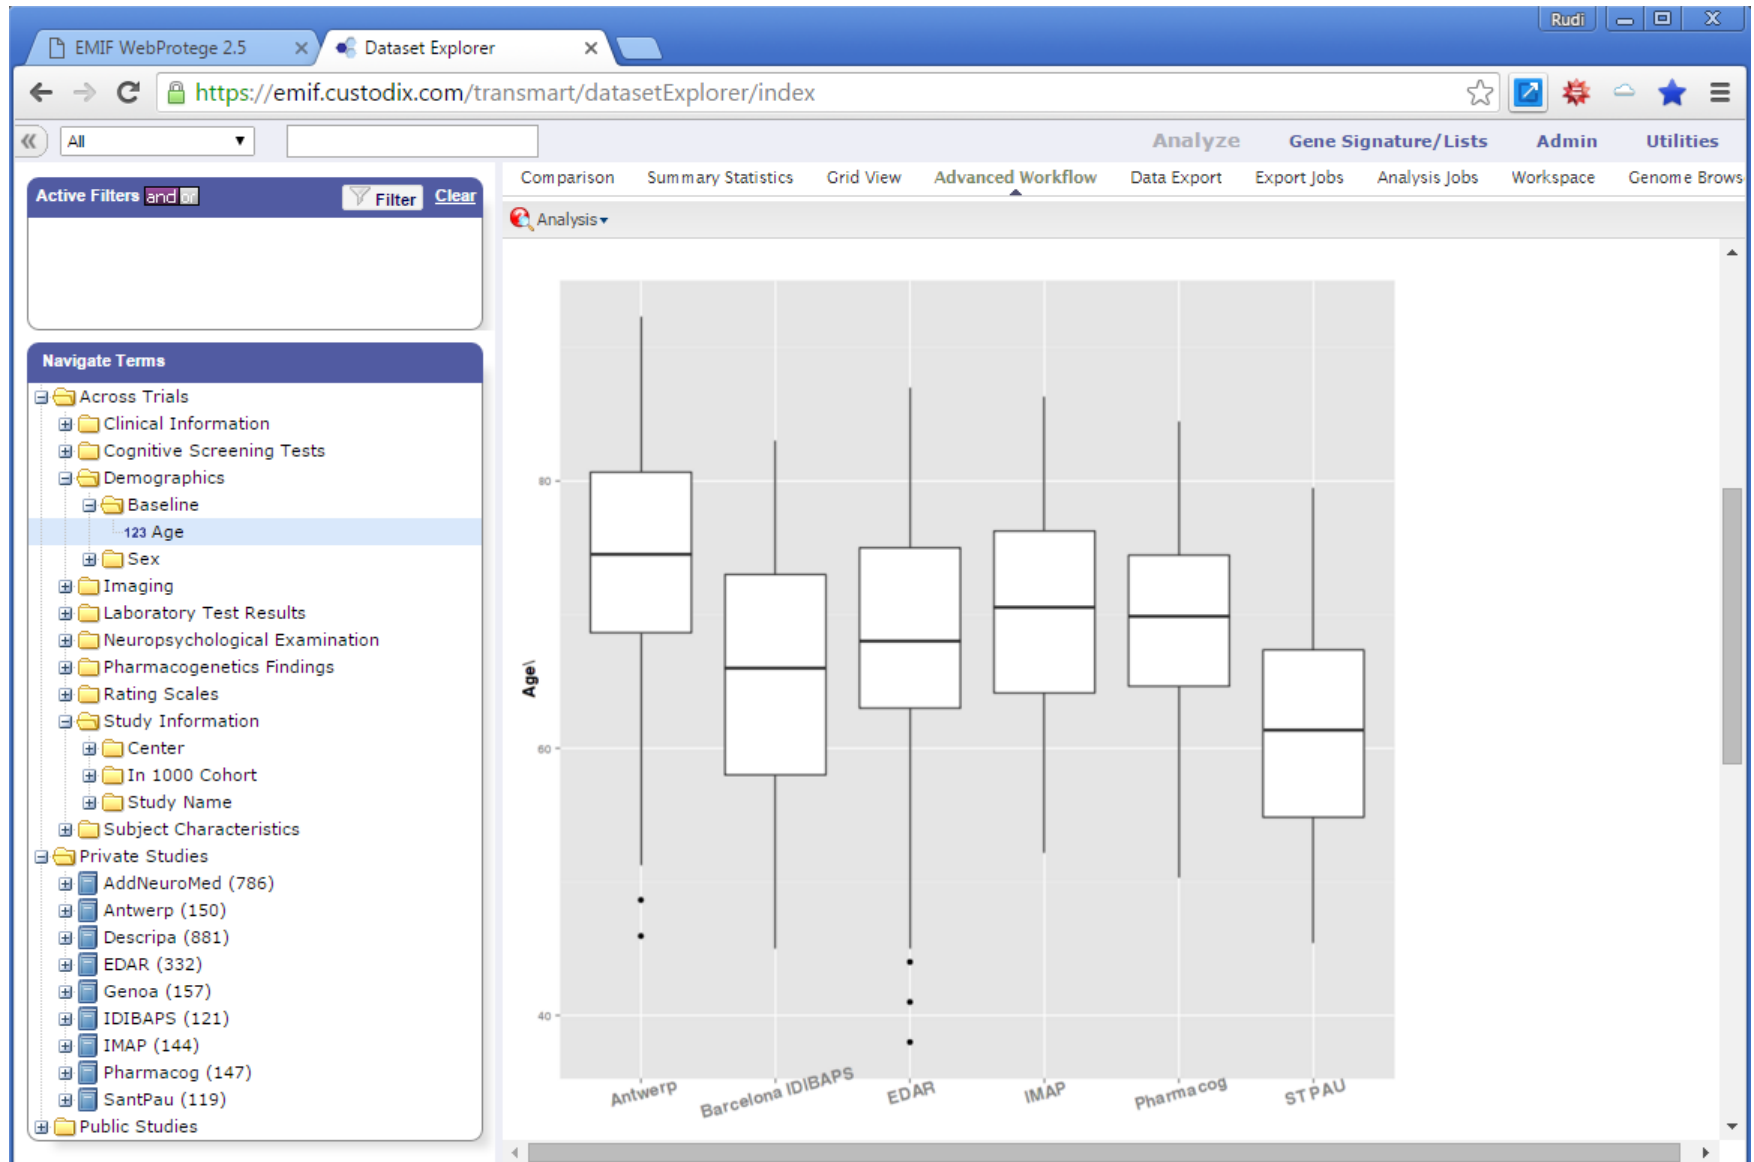 Rudi
EMIF WebProtege 2.5
Dataset Explorer
https://emif.custodix.com/transmart/datasetExplorer/index
All
Analyze Gene Signature/Lists Admin Utilities
Active Filters and or Filter Clear
Comparison Summary Statistics Grid View Advanced Workflow Data Export Export Jobs Analysis Jobs Workspace Genome Brows
Analysis
Navigate Terms
Across Trials
Clinical Information
Cognitive Screening Tests
Demographics
Baseline
123 Age
Sex
Imaging
Laboratory Test Results
Neuropsychological Examination
Pharmacogenetics Findings
Rating Scales
Study Information
Center
In 1000 Cohort
Study Name
Subject Characteristics
Private Studies
AddNeuroMed (786)
Antwerp (150)
Descripa (881)
EDAR (332)
Genoa (157)
IDIBAPS (121)
IMAP (144)
Pharmacog (147)
SantPau (119)
Public Studies
Age\
80
60
40
Antwerp
Barcelona IDIBAPS
EDAR
IMAP
Pharmacog
STPAU